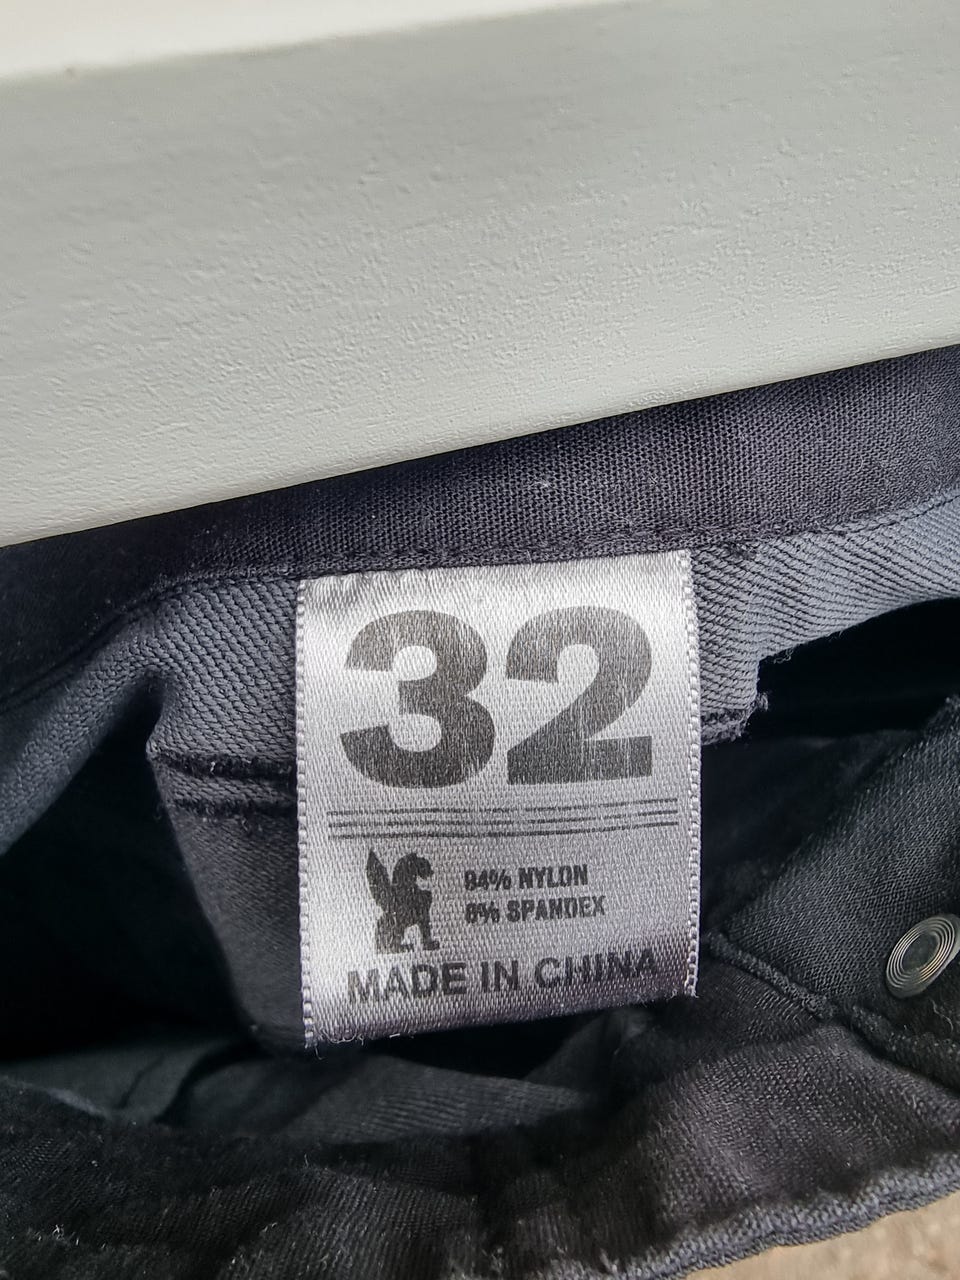 32
94% NYLON
6% SPANDEX
MADE IN CHINA